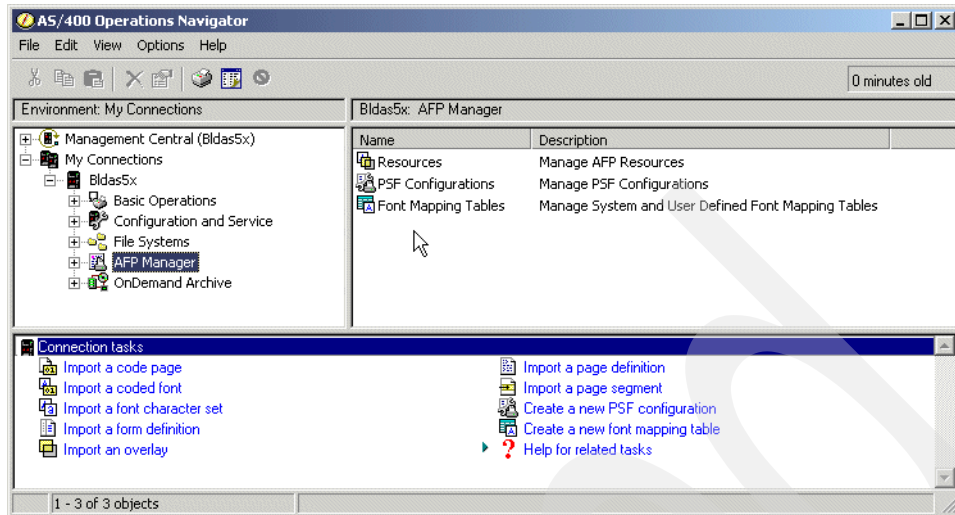 AS/400 Operations Navigator
File Edit View Options Help
0 minutes old
Environment: My Connections
Bldas5x: AFP Manager
Management Central (Bldas5x)
My Connections
Bldas5x
Basic Operations
Configuration and Service
File Systems
AFP Manager
OnDemand Archive
Name Description
Resources Manage AFP Resources
PSF Configurations Manage PSF Configurations
Font Mapping Tables Manage System and User Defined Font Mapping Tables
Connection tasks
Import a code page
Import a coded font
Import a font character set
Import a form definition
Import an overlay
Import a page definition
Import a page segment
Create a new PSF configuration
Create a new font mapping table
Help for related tasks
1 - 3 of 3 objects